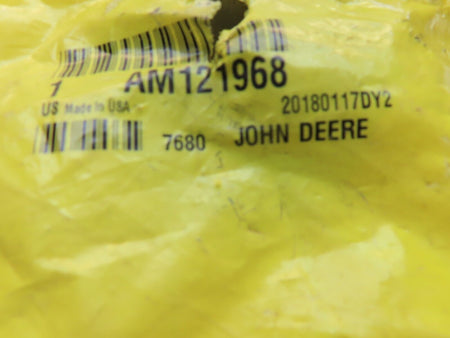 1 AM121968
US Made in USA 20180117DY2
7680 JOHN DEERE